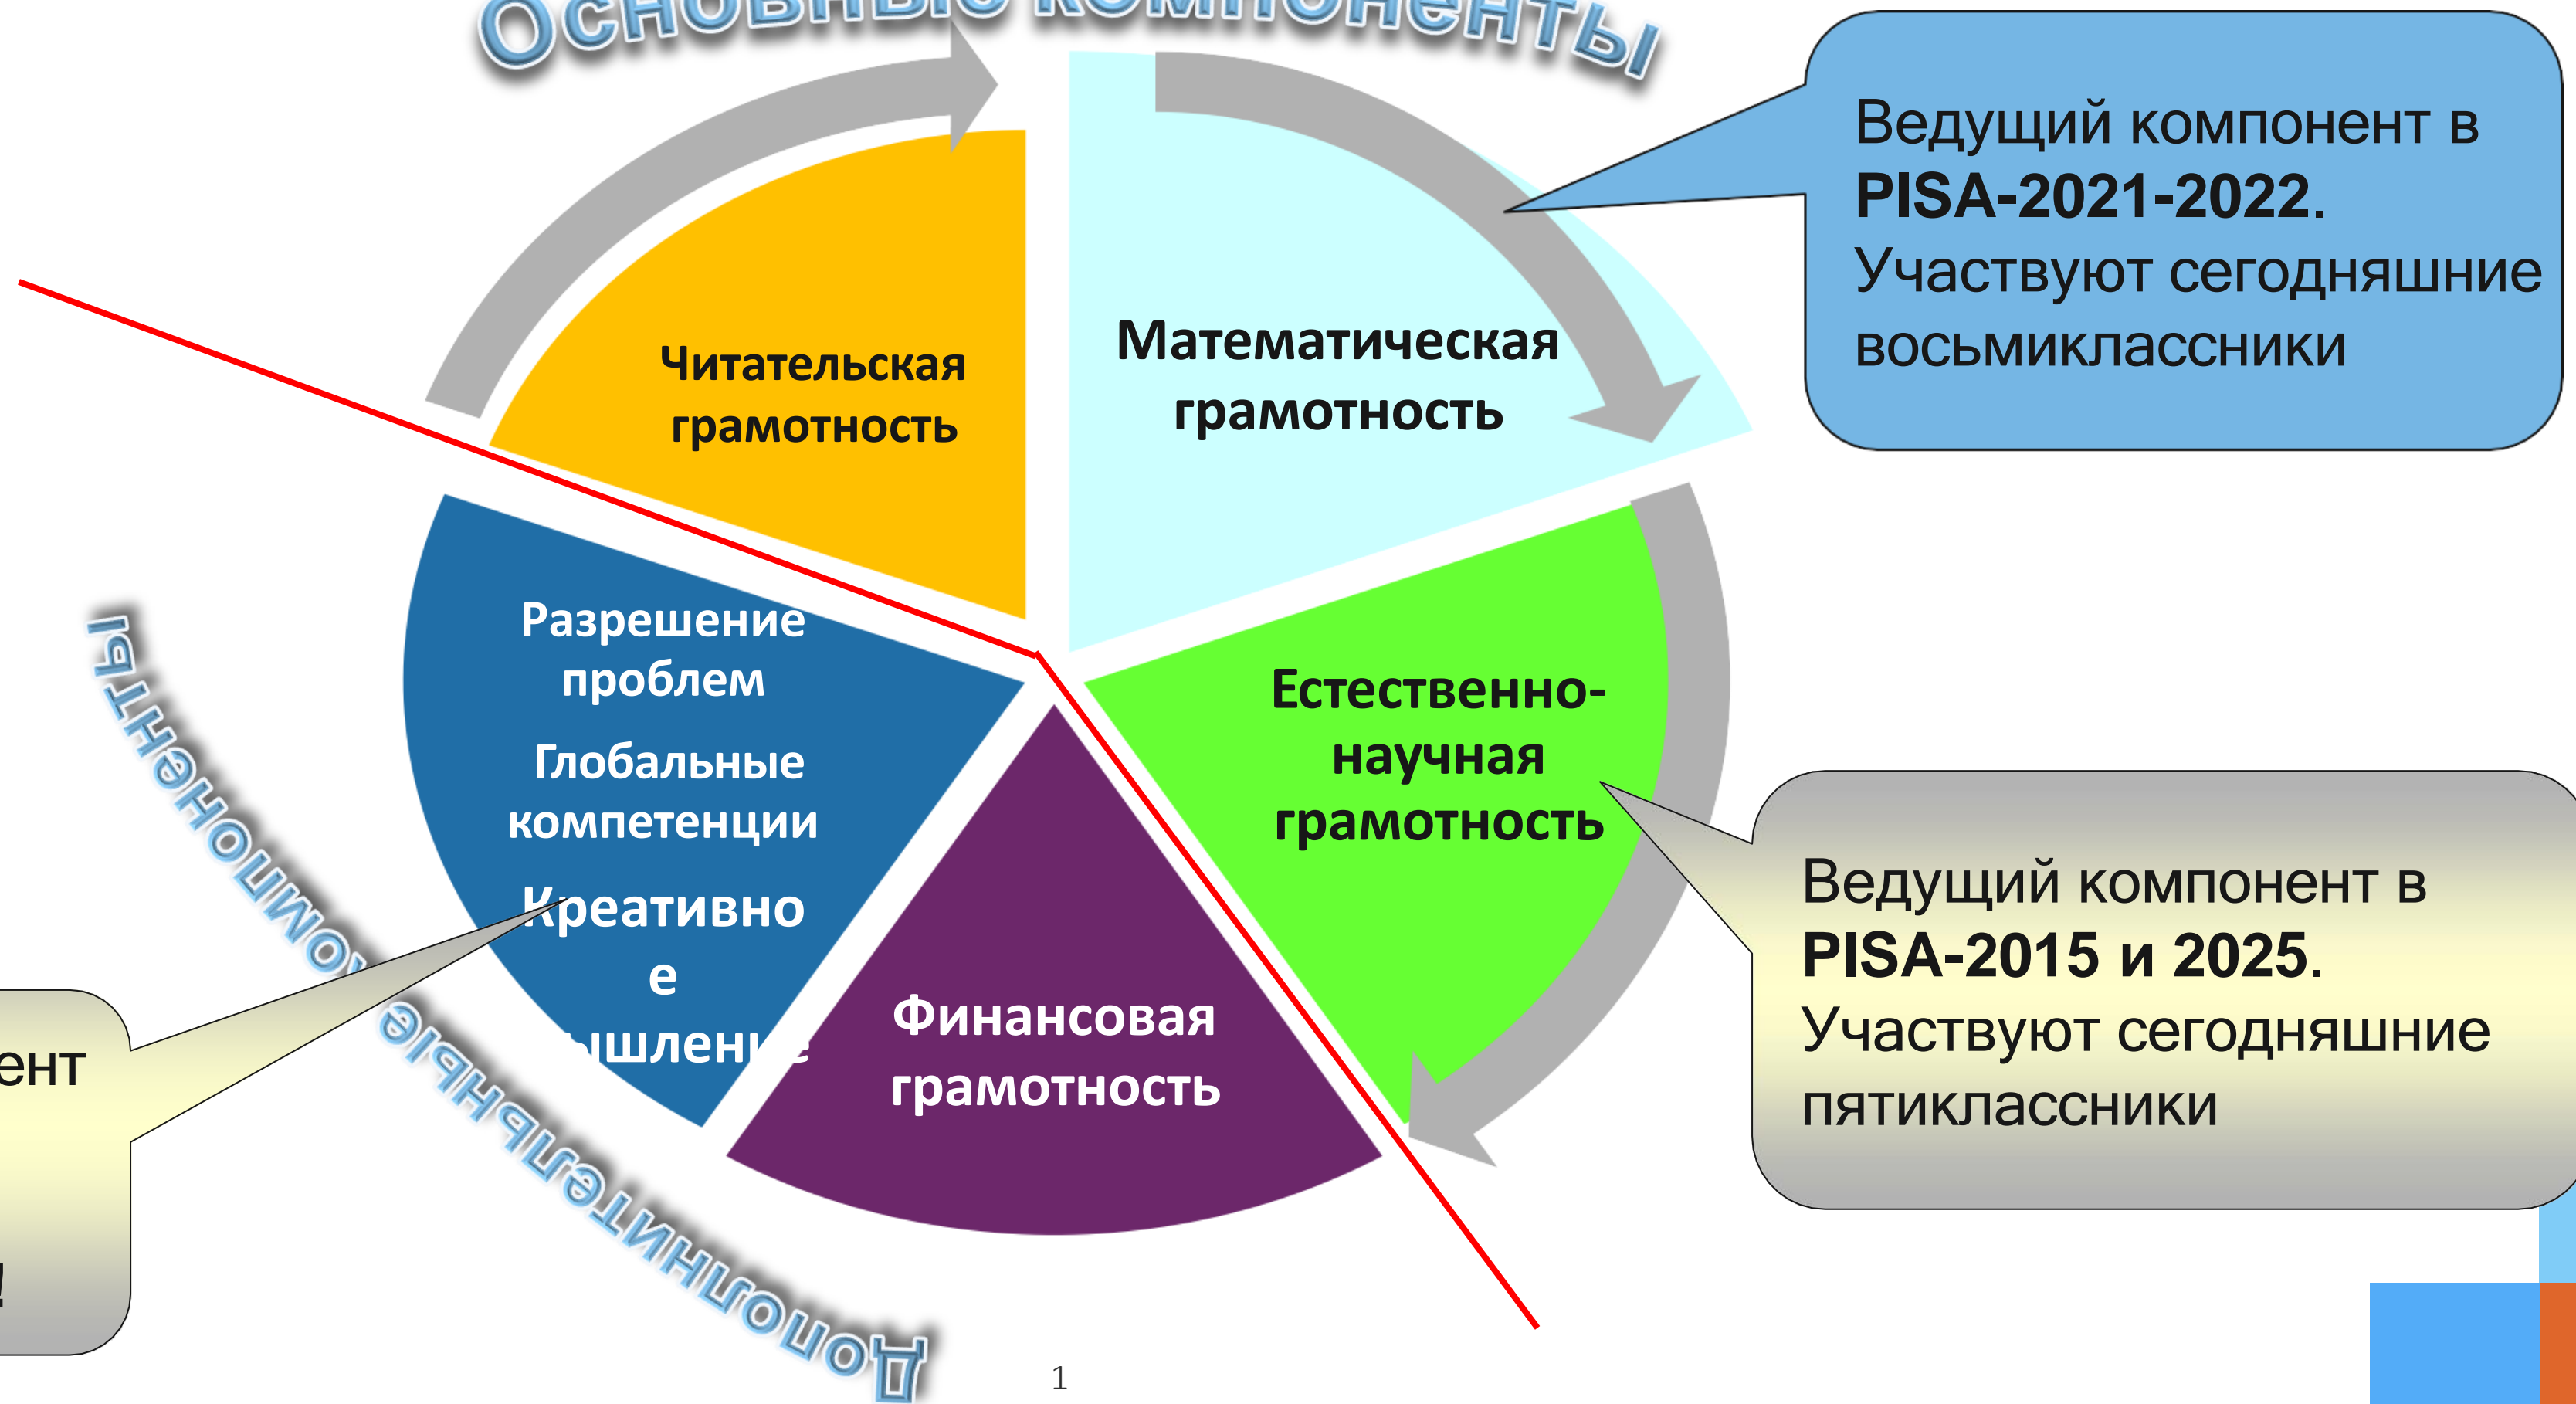 Основные компоненты
Ведущий компонент в
PISA-2021-2022.
Участвуют сегодняшние
восьмиклассники
Читательская
грамотность
Математическая
грамотность
Разрешение
проблем
Глобальные
компетенции
Креативно
е
Естественно-
научная
грамотность
Финансовая
грамотность
Ведущий компонент в
PISA-2015 и 2025.
Участвуют сегодняшние
пятиклассники
Дополнительные компоненты
ент
!
1